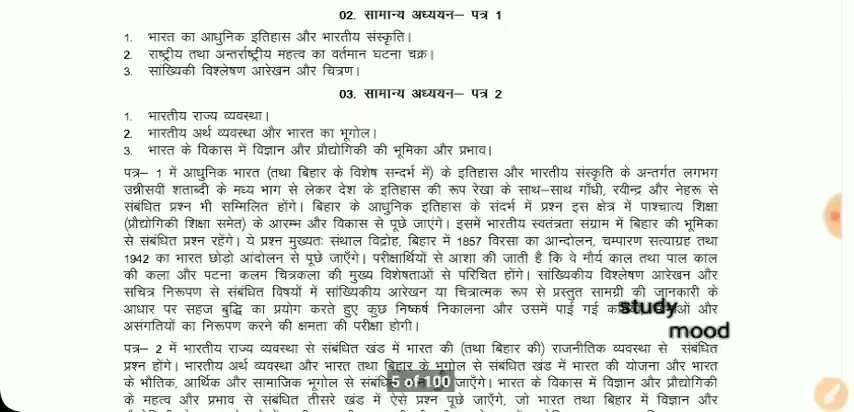 02. सामान्य अध्ययन– पत्र 1
1. भारत का आधुनिक इतिहास और भारतीय संस्कृति।
2. राष्ट्रीय तथा अन्तर्राष्ट्रीय महत्व का वर्तमान घटना चक्र।
3. सांख्यिकी विश्लेषण आरेखन और चित्रण।
03. सामान्य अध्ययन– पत्र 2
1. भारतीय राज्य व्यवस्था।
2. भारतीय अर्थ व्यवस्था और भारत का भूगोल।
3. भारत के विकास में विज्ञान और प्रौद्योगिकी की भूमिका और प्रभाव।
पत्र– 1 में आधुनिक भारत (तथा बिहार के विशेष सन्दर्भ में) के इतिहास और भारतीय संस्कृति के अन्तर्गत लगभग
उन्नीसवीं शताब्दी के मध्य भाग से लेकर देश के इतिहास की रूप रेखा के साथ–साथ गाँधी, रवीन्द्र और नेहरू से
संबंधित प्रश्न भी सम्मिलित होंगे। बिहार के आधुनिक इतिहास के संदर्भ में प्रश्न इस क्षेत्र में पाश्चात्य शिक्षा
(प्रौद्योगिकी शिक्षा समेत) के आरम्भ और विकास से पूछे जाएंगे। इसमें भारतीय स्वतंत्रता संग्राम में बिहार की भूमिका
से संबंधित प्रश्न रहेंगे। ये प्रश्न मुख्यतः संथाल विद्रोह, बिहार में 1857 विरसा का आन्दोलन, चम्पारण सत्याग्रह तथा
1942 का भारत छोड़ो आंदोलन से पूछे जाएँगे। परीक्षार्थियों से आशा की जाती है कि वे मौर्य काल तथा पाल काल
की कला और पटना कलम चित्रकला की मुख्य विशेषताओं से परिचित होंगे। सांख्यिकीय विश्लेषण आरेखन और
सचित्र निरूपण से संबंधित विषयों में सांख्यिकीय आरेखन या चित्रात्मक रूप से प्रस्तुत सामग्री की जानकारी के
आधार पर सहज बुद्धि का प्रयोग करते हुए कुछ निष्कर्ष निकालना और उसमें पाई गई और
study
असंगतियों का निरूपण करने की क्षमता की परीक्षा होगी।
mood
पत्र– 2 में भारतीय राज्य व्यवस्था से संबंधित खंड में भारत की (तथा बिहार की) राजनीतिक व्यवस्था से संबंधित
प्रश्न होंगे। भारतीय अर्थ व्यवस्था और भारत तथा बिहार के भूगोल से संबंधित खंड में भारत की योजना और भारत
के भौतिक, आर्थिक और सामाजिक भूगोल से जाएँगे। भारत के विकास में विज्ञान और प्रौद्योगिकी
5 of 100
के महत्व और प्रभाव से संबंधित तीसरे खंड में ऐसे प्रश्न पूछे जाएँगे, जो भारत तथा बिहार में विज्ञान और